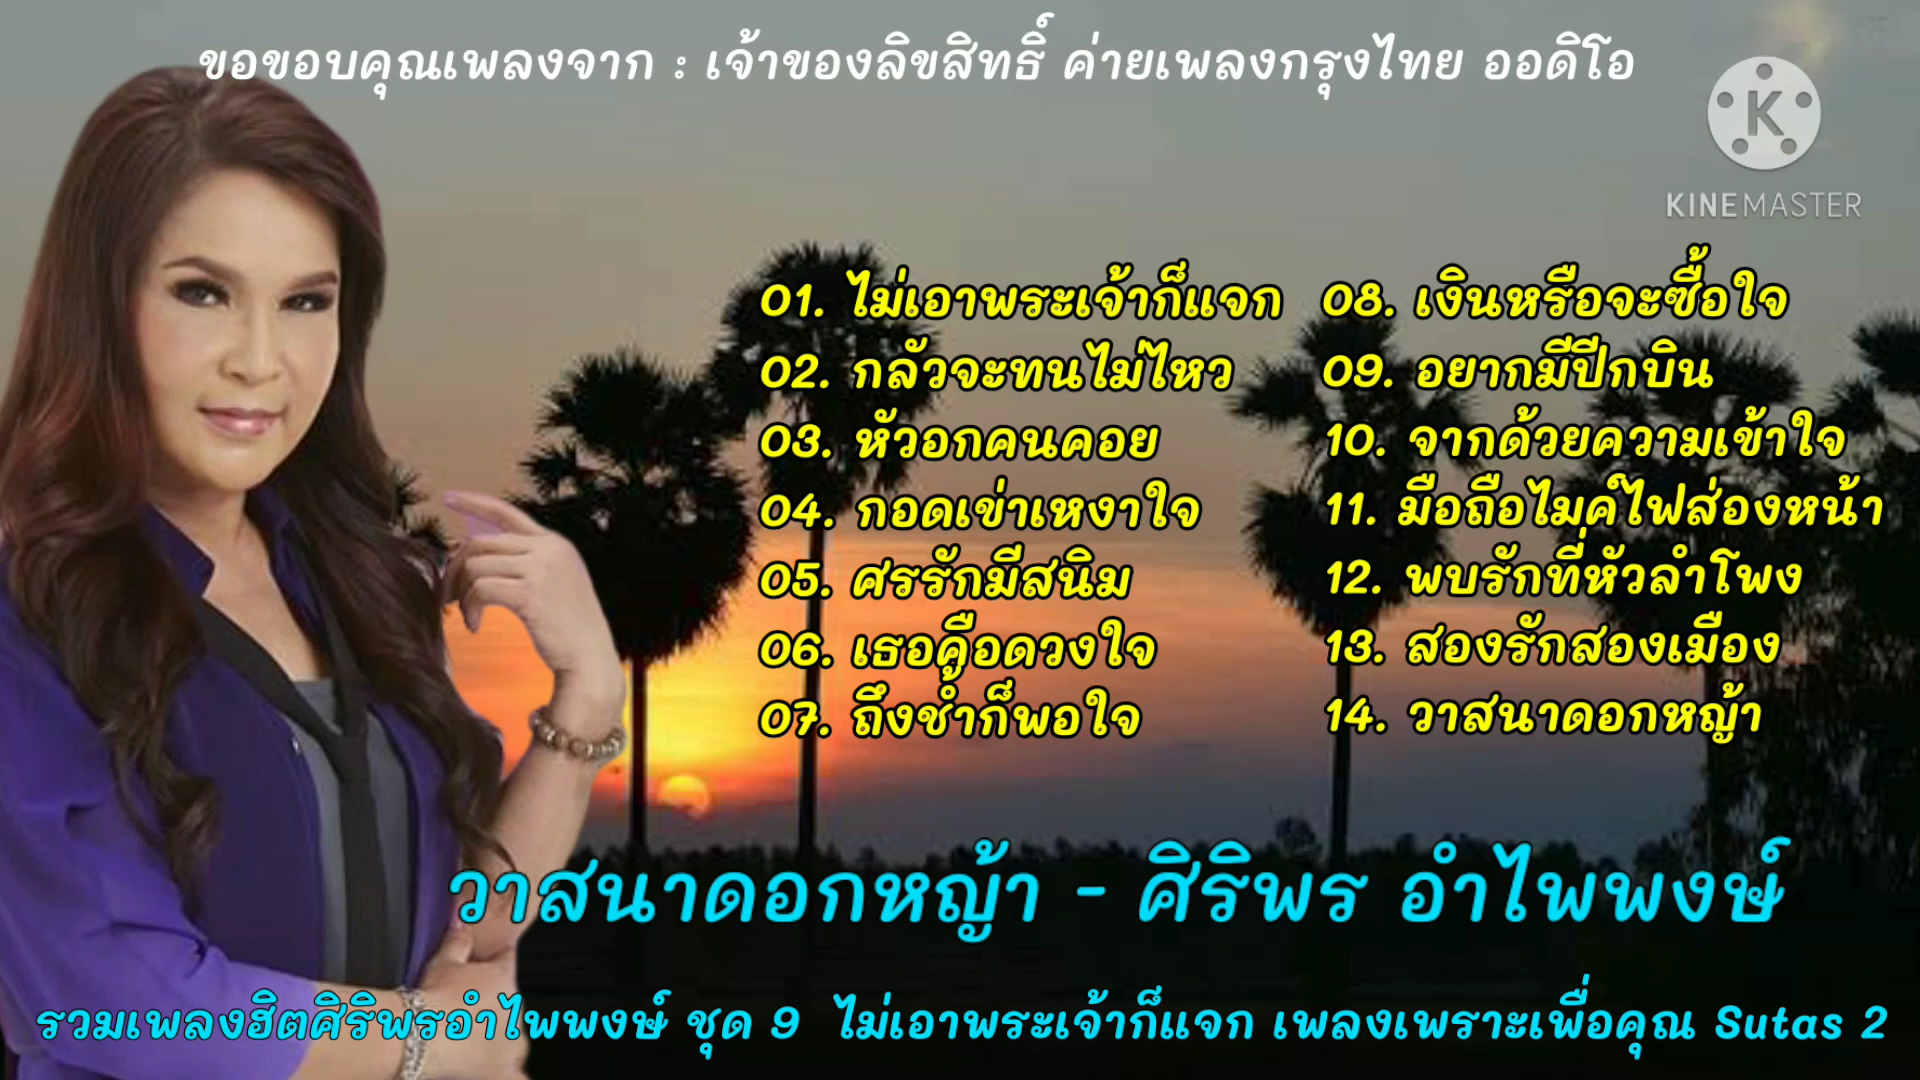 ขอขอบคุณเพลงจาก : เจ้าของลิขสิทธิ์ ค่ายเพลงกรุงไทย ออดิโอ
K
KINEMASTER
01. ไม่เอาพระเจ้าก็แจก
02. กลัวจะทนไม่ไหว
03. หัวอกคนคอย
04. กอดเข่าเหงาใจ
05. ศรรักมีสนิม
06. เธอคือดวงใจ
07. ถึงช้ำก็พอใจ
08. เงินหรือจะซื้อใจ
09. อยากมีปีกบิน
10. จากด้วยความเข้าใจ
11. มือถือไมค์ไฟส่องหน้า
12. พบรักที่หัวลำโพง
13. สองรักสองเมือง
14. วาสนาดอกหญ้า
วาสนาดอกหญ้า - ศิริพร อำไพพงษ์
รวมเพลงฮิตศิริพรอำไพพงษ์ ชุด 9 ไม่เอาพระเจ้าก็แจก เพลงเพราะเพื่อคุณ Sutas 2